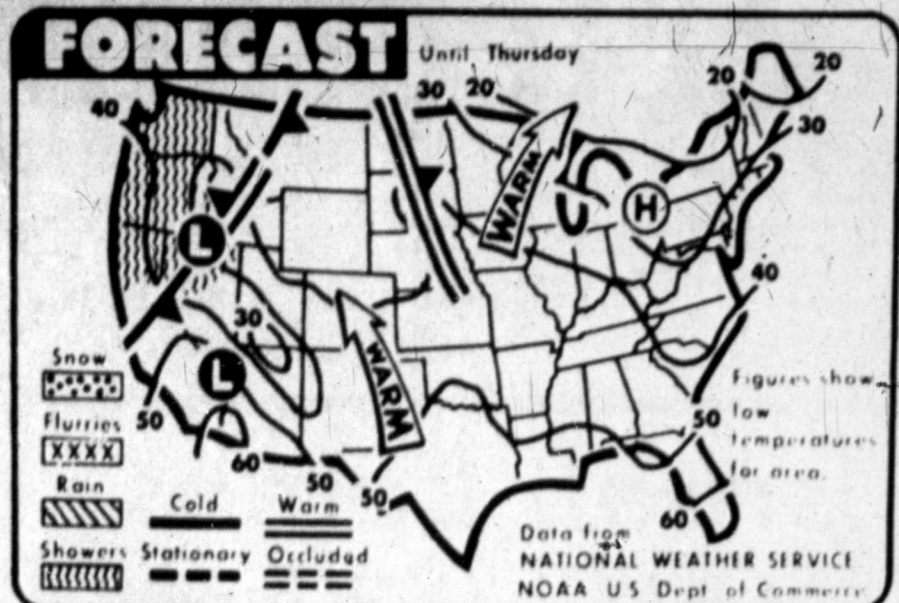 FORECAST
Until Thursday
40
30
20
20
20
30
WARM
H
L
40
30
WARM
L
50
60
50
50
50
60
Snow
Flurries
XXXX
Rain
Showers
Cold
Warm
Stationary
Occluded
Figures show
low
temperatures
for area.
Data from
NATIONAL WEATHER SERVICE
NOAA U S Dept of Commerce